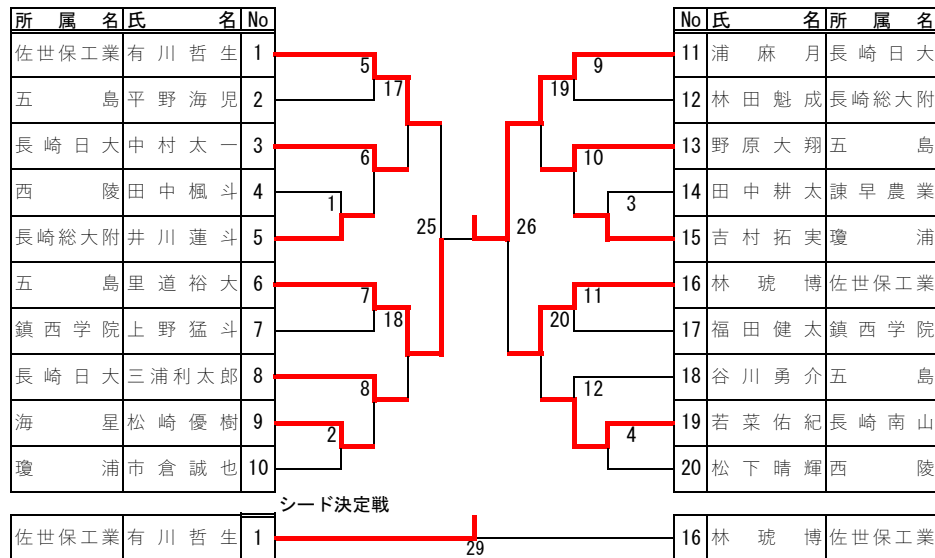 所属名 氏名 No No 氏名 所属名
佐世保工業 有川哲生 1 11 浦麻月 長崎日大
5 9
17 19
五島 平野海児 2 12 林田魁成 長崎総大附
長崎日大 中村太一 3 13 野原大翔 五島
6 10
西陵 田中楓斗 4 14 田中耕太 諫早農業
1 3
25 26
長崎総大附 井川蓮斗 5 15 吉村拓実 瓊浦
五島 里道裕大 6 16 林琥博 佐世保工業
7 11
18 20
鎮西学院 上野猛斗 7 17 福田健太 鎮西学院
長崎日大 三浦利太郎 8 18 谷川勇介 五島
8 12
海星 松崎優樹 9 19 若菜佑紀 長崎南山
2 4
瓊浦 市倉誠也 10 20 松下晴輝 西陵
シード決定戦
佐世保工業 有川哲生 1 16 林琥博 佐世保工業
29